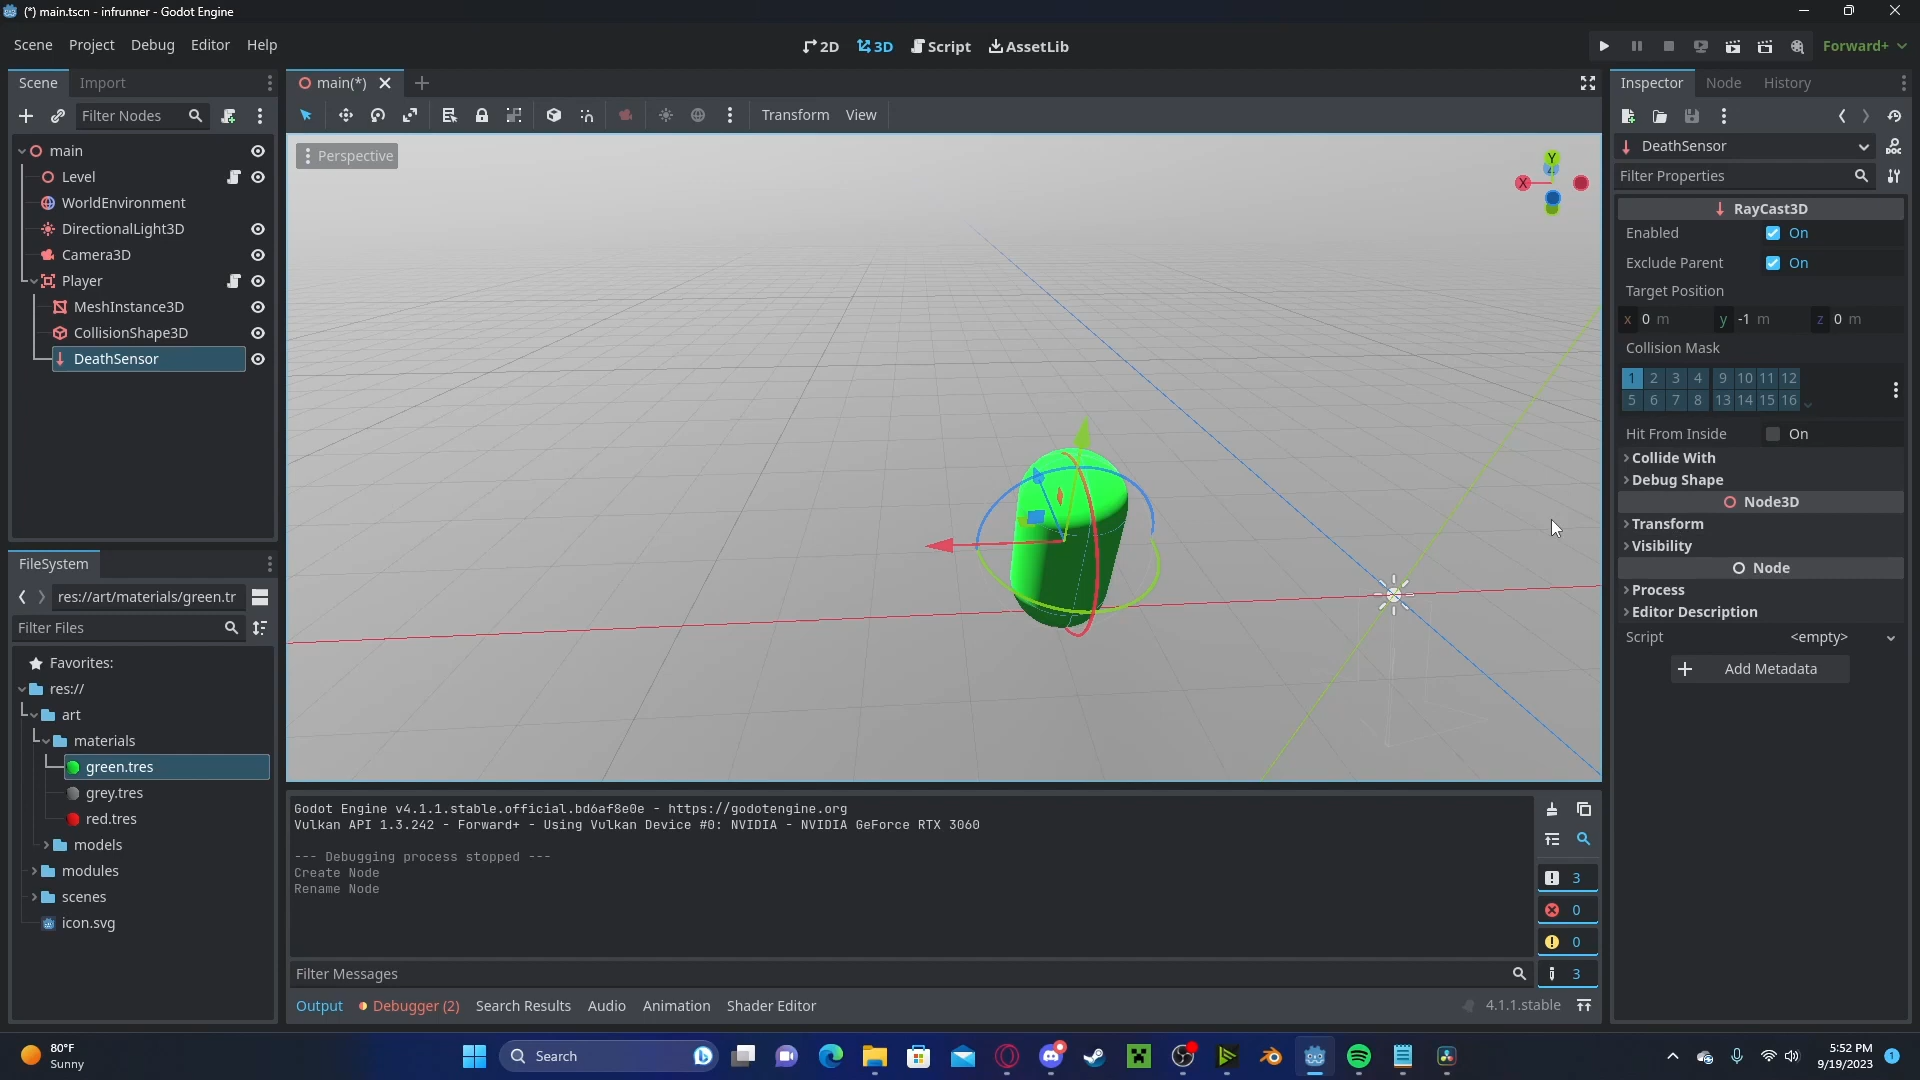 (*) main.tscn - infrunner - Godot Engine
Scene Project Debug Editor Help
2D 3D Script AssetLib
Forward+
Scene Import
main(*)
Inspector Node History
Filter Nodes
Transform View
main
Level
WorldEnvironment
DirectionalLight3D
Camera3D
Player
MeshInstance3D
CollisionShape3D
DeathSensor
FileSystem
res://art/materials/green.tr
Filter Files
Favorites:
res://
art
materials
green.tres
grey.tres
red.tres
models
modules
scenes
icon.svg
Perspective
Y
X
Z
Godot Engine v4.1.1.stable.official.bd6af8e0e - https://godotengine.org
Vulkan API 1.3.242 - Forward+ - Using Vulkan Device #0: NVIDIA - NVIDIA GeForce RTX 3060
--- Debugging process stopped ---
Create Node
Rename Node
3
0
0
3
Filter Messages
Output Debugger (2) Search Results Audio Animation Shader Editor
4.1.1.stable
DeathSensor
DOC
Filter Properties
RayCast3D
Enabled On
Exclude Parent On
Target Position
x 0 m y -1 m z 0 m
Collision Mask
1 2 3 4 9 10 11 12
5 6 7 8 13 14 15 16
Hit From Inside On
Collide With
Debug Shape
Node3D
Transform
Visibility
Node
Process
Editor Description
Script <empty>
Add Metadata
80°F
Sunny
Search
5:52 PM
9/19/2023
1